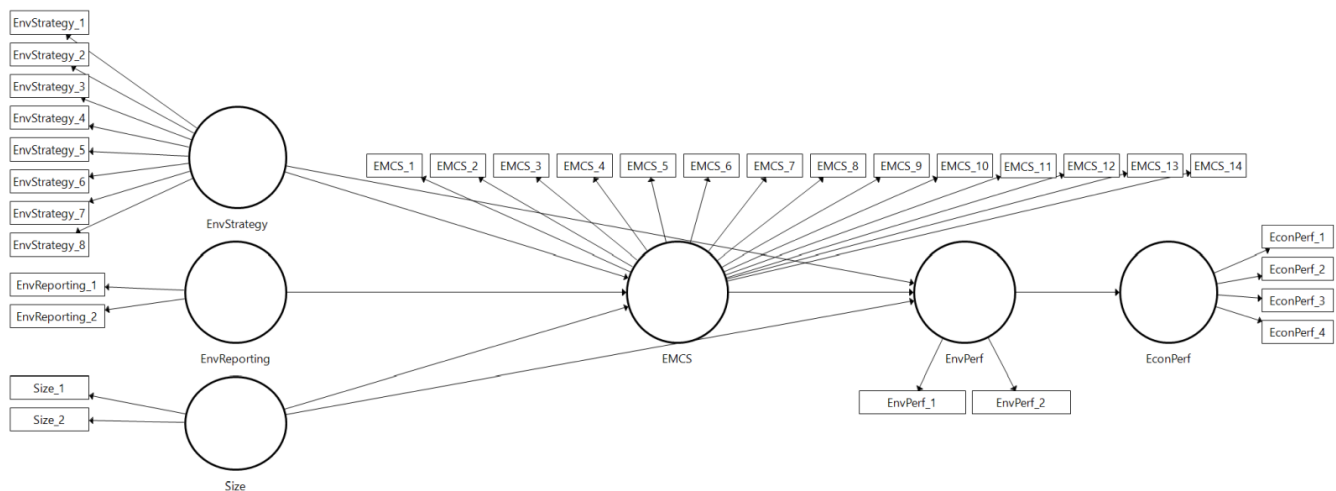 EnvStrategy_1
EnvStrategy_2
EnvStrategy_3
EnvStrategy_4
EnvStrategy_5
EnvStrategy_6
EnvStrategy_7
EnvStrategy_8
EnvStrategy
EMCS_1
EMCS_2
EMCS_3
EMCS_4
EMCS_5
EMCS_6
EMCS_7
EMCS_8
EMCS_9
EMCS_10
EMCS_11
EMCS_12
EMCS_13
EMCS_14
EnvReporting_1
EnvReporting_2
EnvReporting
EMCS
EnvPerf
EconPerf
EconPerf_1
EconPerf_2
EconPerf_3
EconPerf_4
EnvPerf_1
EnvPerf_2
Size_1
Size_2
Size